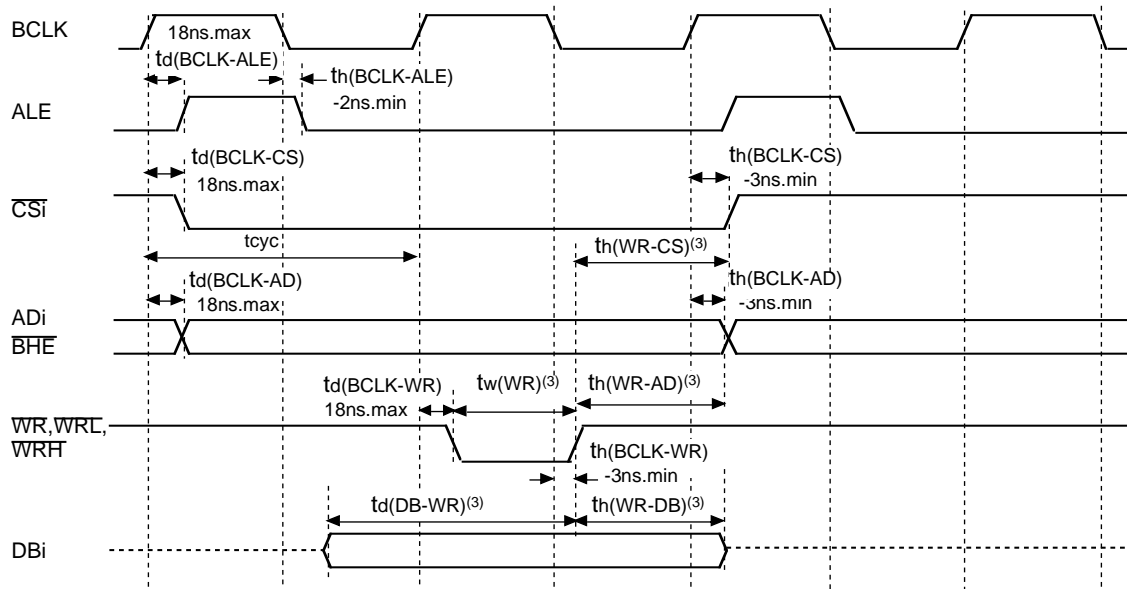 BCLK
18ns.max
td(BCLK-ALE)
th(BCLK-ALE)
-2ns.min
ALE
td(BCLK-CS)
18ns.max
th(BCLK-CS)
-3ns.min
CSi
tcyc
th(WR-CS)(3)
td(BCLK-AD)
18ns.max
th(BCLK-AD)
-3ns.min
ADi
BHE
td(BCLK-WR)
18ns.max
tw(WR)(3)
th(WR-AD)(3)
WR,WRL,
WRH
th(BCLK-WR)
-3ns.min
td(DB-WR)(3)
th(WR-DB)(3)
DBi